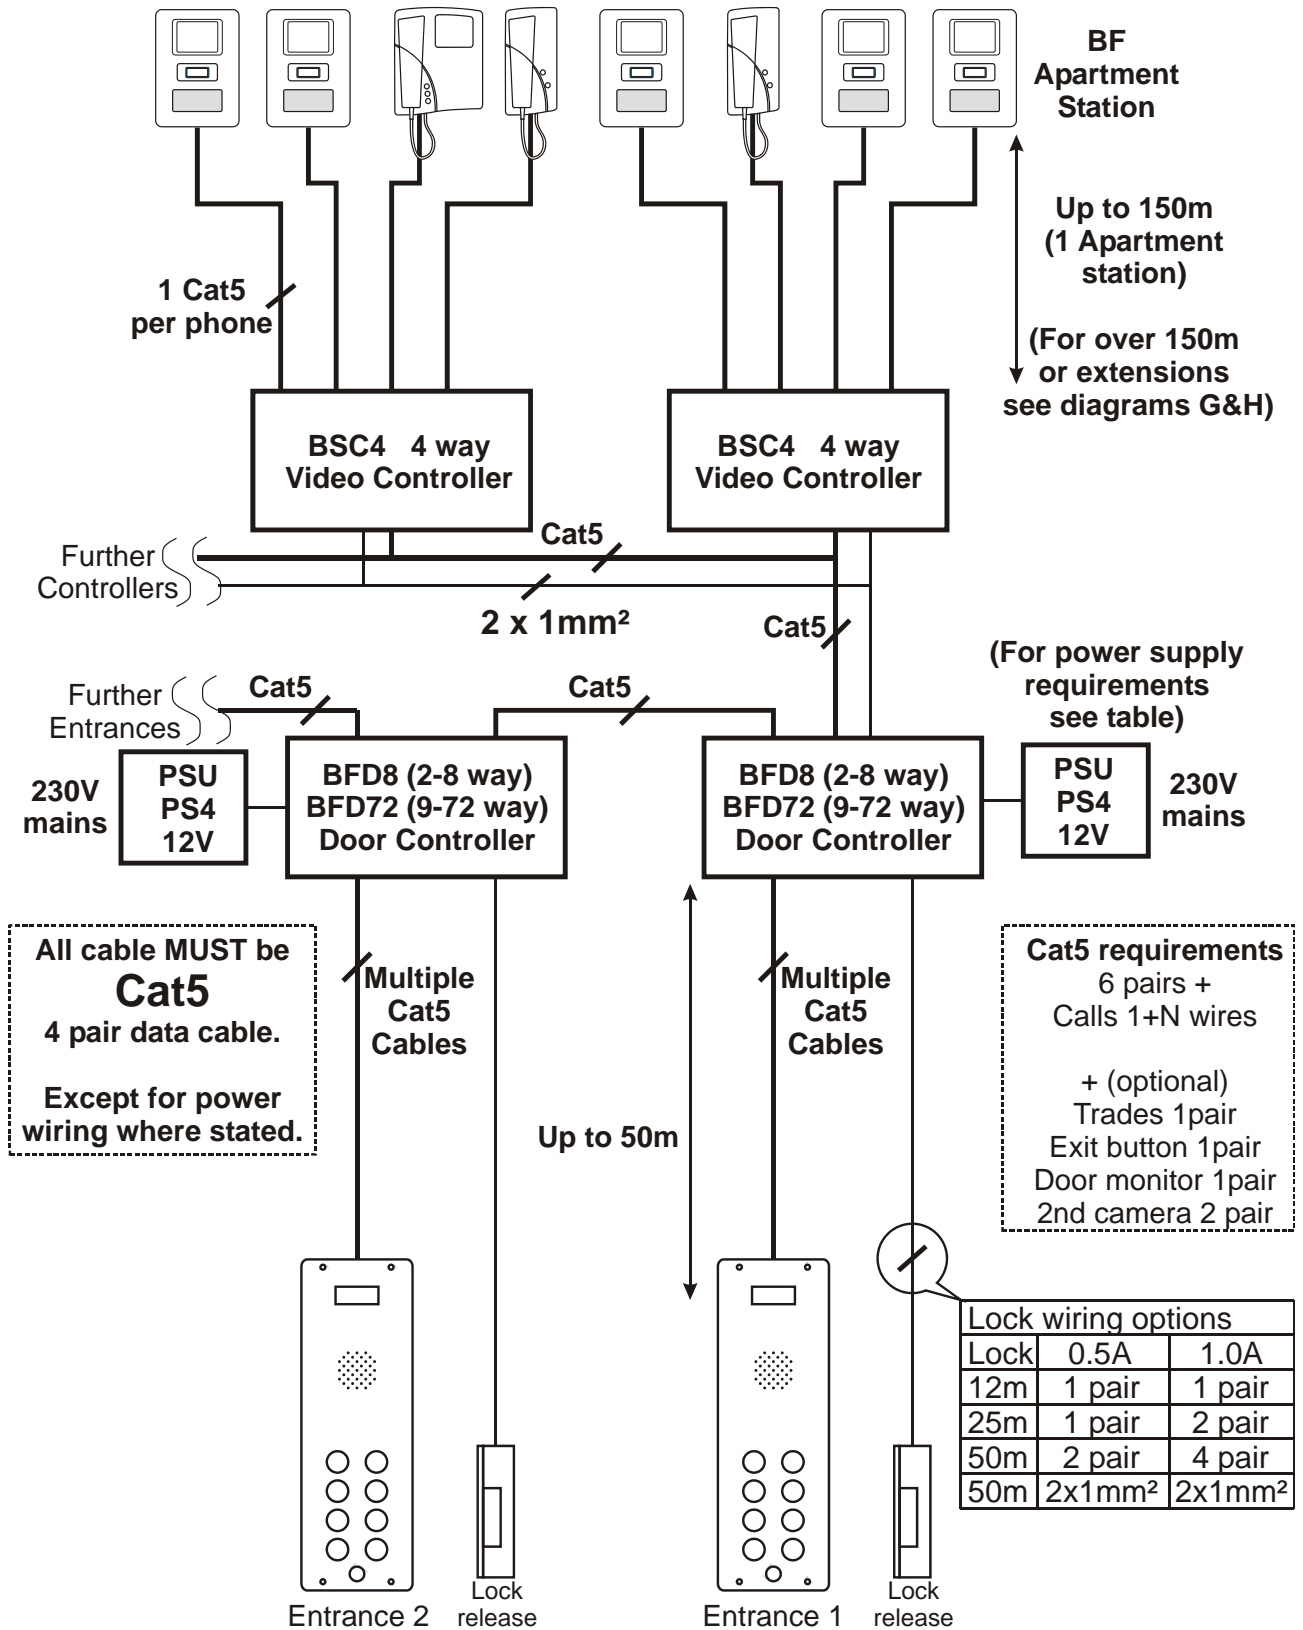 BF
Apartment
Station
Up to 150m
(1 Apartment
station)
(For over 150m
or extensions
see diagrams G&H)
1 Cat5
per phone
BSC4 4 way
Video Controller
BSC4 4 way
Video Controller
Further
Controllers
Cat5
2 x 1mm²
Cat5
(For power supply
requirements
see table)
Further
Entrances
Cat5
Cat5
230V
mains
PSU
PS4
12V
BFD8 (2-8 way)
BFD72 (9-72 way)
Door Controller
BFD8 (2-8 way)
BFD72 (9-72 way)
Door Controller
PSU
PS4
12V
230V
mains
All cable MUST be
Cat5
4 pair data cable.
Except for power
wiring where stated.
Multiple
Cat5
Cables
Up to 50m
Multiple
Cat5
Cables
Cat5 requirements
6 pairs +
Calls 1+N wires
+ (optional)
Trades 1pair
Exit button 1pair
Door monitor 1pair
2nd camera 2 pair
Lock wiring options
Lock 0.5A 1.0A
12m 1 pair 1 pair
25m 1 pair 2 pair
50m 2 pair 4 pair
50m 2x1mm² 2x1mm²
Entrance 2
Lock
release
Entrance 1
Lock
release